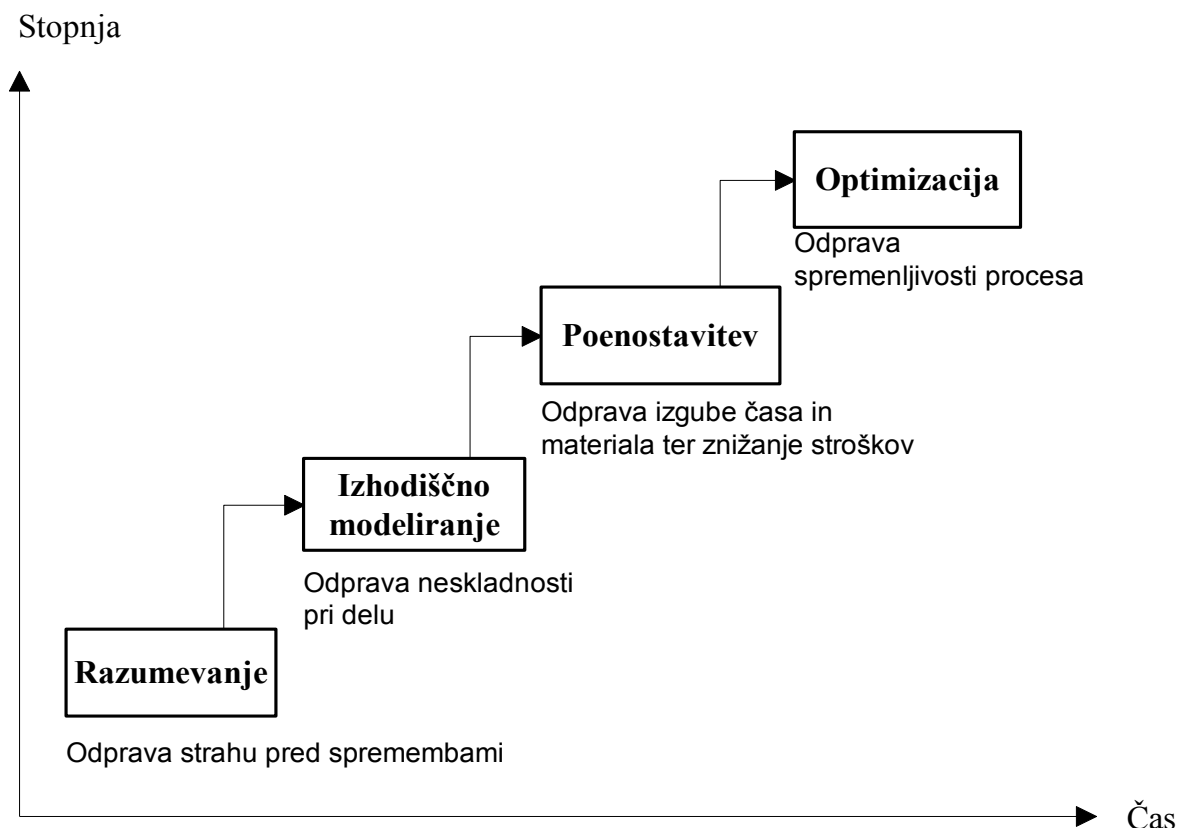 Stopnja
Optimizacija
Odprava
spremenljivosti procesa
Poenostavitev
Odprava izgube časa in
materiala ter znižanje stroškov
Izhodiščno
modeliranje
Odprava neskladnosti
pri delu
Razumevanje
Odprava strahu pred spremembami
Čas